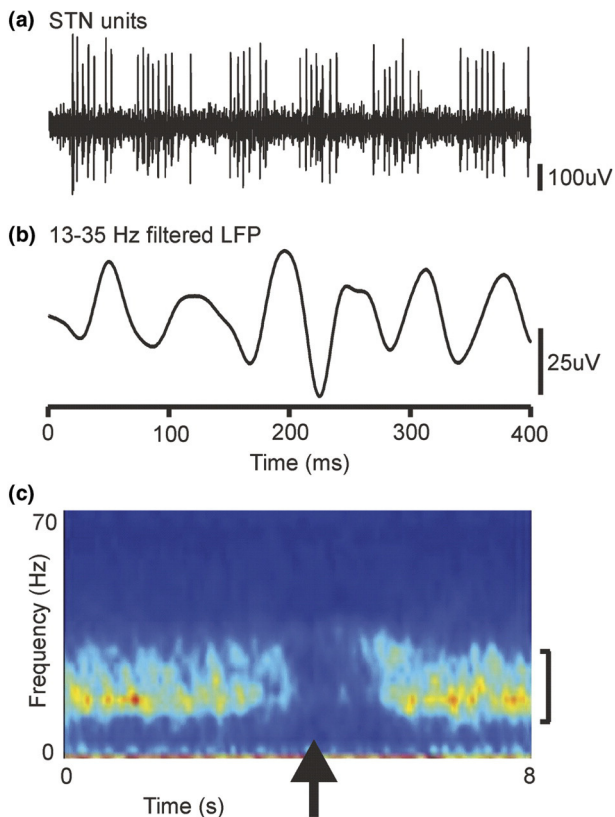 (a) STN units
100uV
(b) 13-35 Hz filtered LFP
25uV
0 100 200 300 400
Time (ms)
(c)
70
Frequency (Hz)
0
0 8
Time (s)